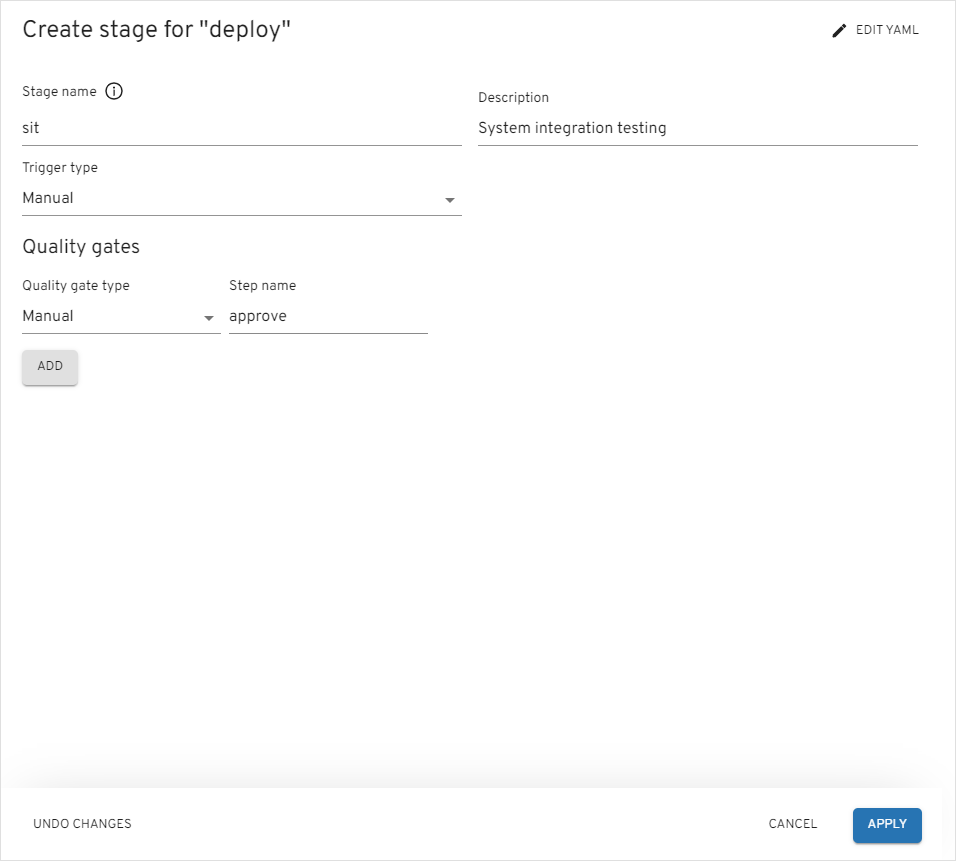 Create stage for "deploy"
EDIT YAML
Stage name
Description
sit
System integration testing
Trigger type
Manual
Quality gates
Quality gate type
Step name
Manual
approve
ADD
UNDO CHANGES
CANCEL
APPLY